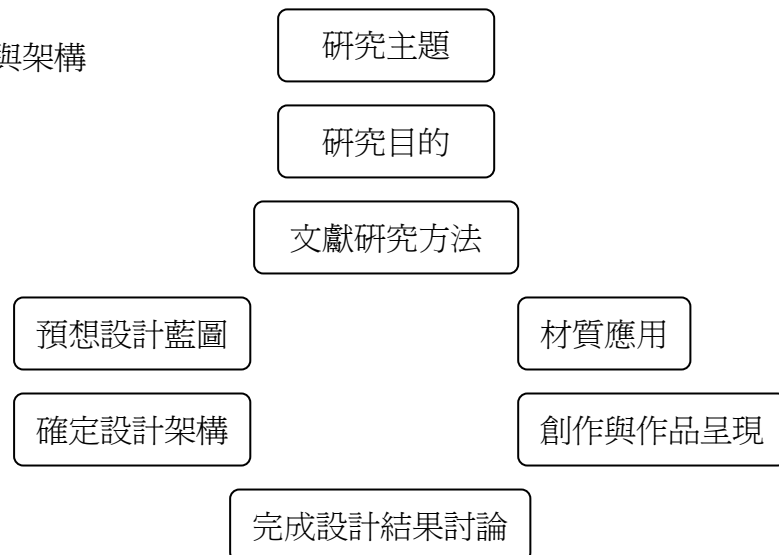 與架構
研究主題
研究目的
文獻研究方法
預想設計藍圖
材質應用
確定設計架構
創作與作品呈現
完成設計結果討論